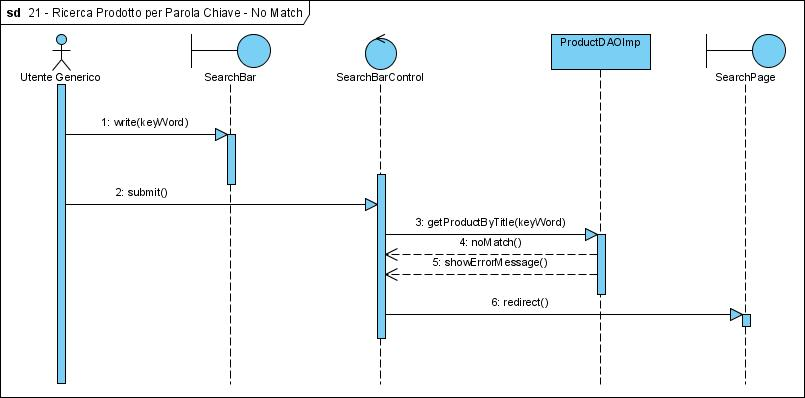 sd 21 - Ricerca Prodotto per Parola Chiave - No Match
Utente Generico
SearchBar
SearchBarControl
ProductDAOImp
SearchPage
1: write(keyWord)
2: submit()
3: getProductByTitle(keyWord)
4: noMatch()
5: showErrorMessage()
6: redirect()